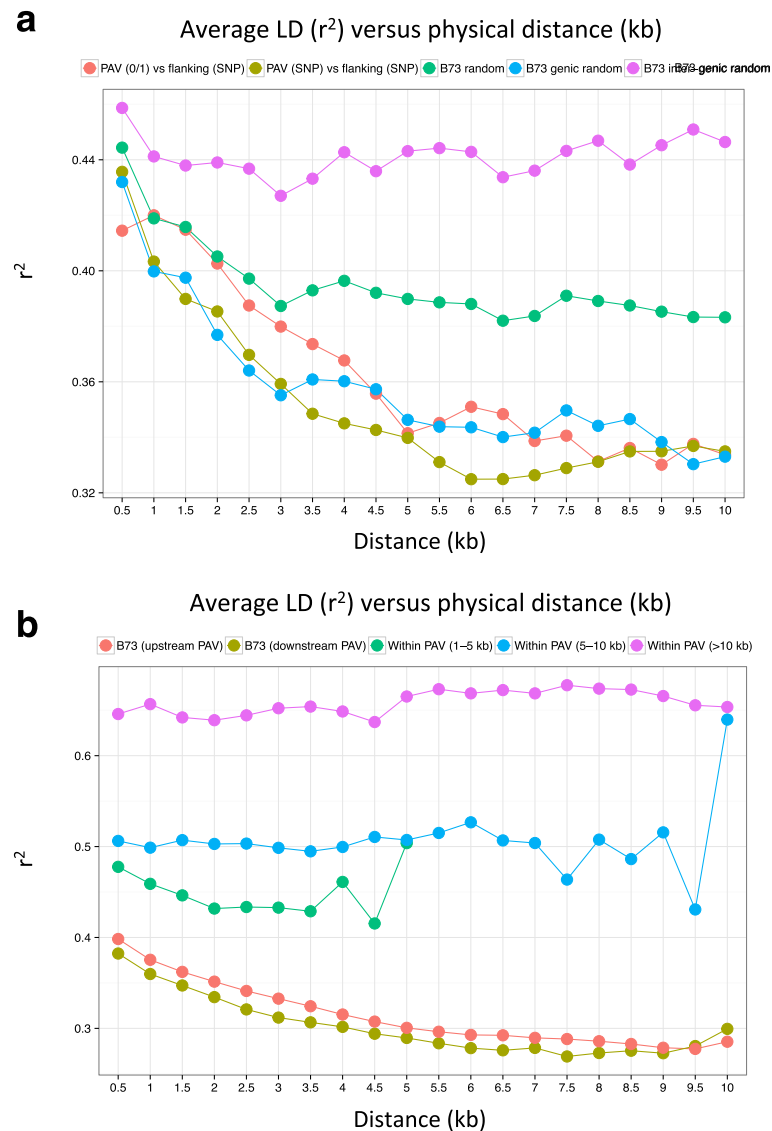 a
Average LD (r2) versus physical distance (kb)
PAV (0/1) vs flanking (SNP) PAV (SNP) vs flanking (SNP) B73 random B73 genic random B73 inter-genic random
r2
0.44
0.40
0.36
0.32
0.5 1 1.5 2 2.5 3 3.5 4 4.5 5 5.5 6 6.5 7 7.5 8 8.5 9 9.5 10
Distance (kb)
b
Average LD (r2) versus physical distance (kb)
B73 (upstream PAV) B73 (downstream PAV) Within PAV (1–5 kb) Within PAV (5–10 kb) Within PAV (>10 kb)
r2
0.6
0.5
0.4
0.3
0.5 1 1.5 2 2.5 3 3.5 4 4.5 5 5.5 6 6.5 7 7.5 8 8.5 9 9.5 10
Distance (kb)